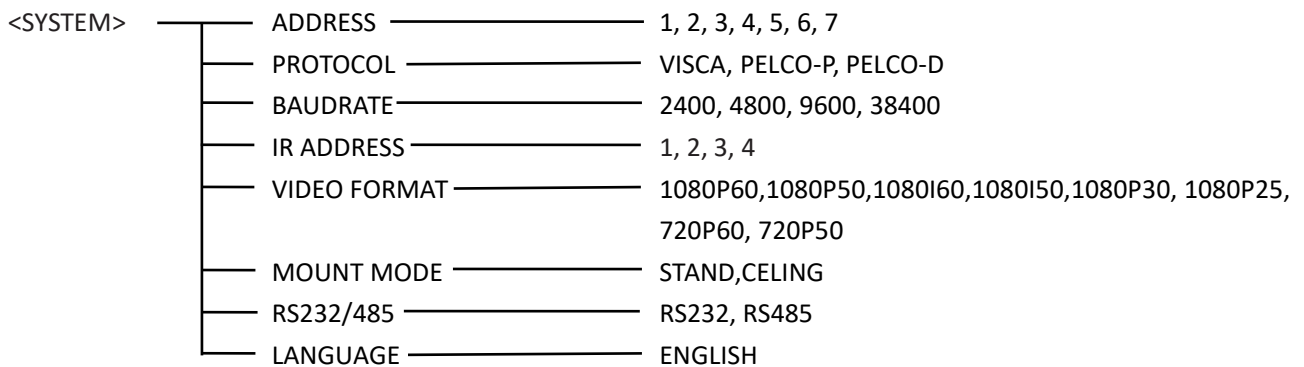 <SYSTEM> ADDRESS 1, 2, 3, 4, 5, 6, 7
PROTOCOL VISCA, PELCO-P, PELCO-D
BAUDRATE 2400, 4800, 9600, 38400
IR ADDRESS 1, 2, 3, 4
VIDEO FORMAT 1080P60,1080P50,1080I60,1080I50,1080P30, 1080P25,
720P60, 720P50
MOUNT MODE STAND,CELING
RS232/485 RS232, RS485
LANGUAGE ENGLISH